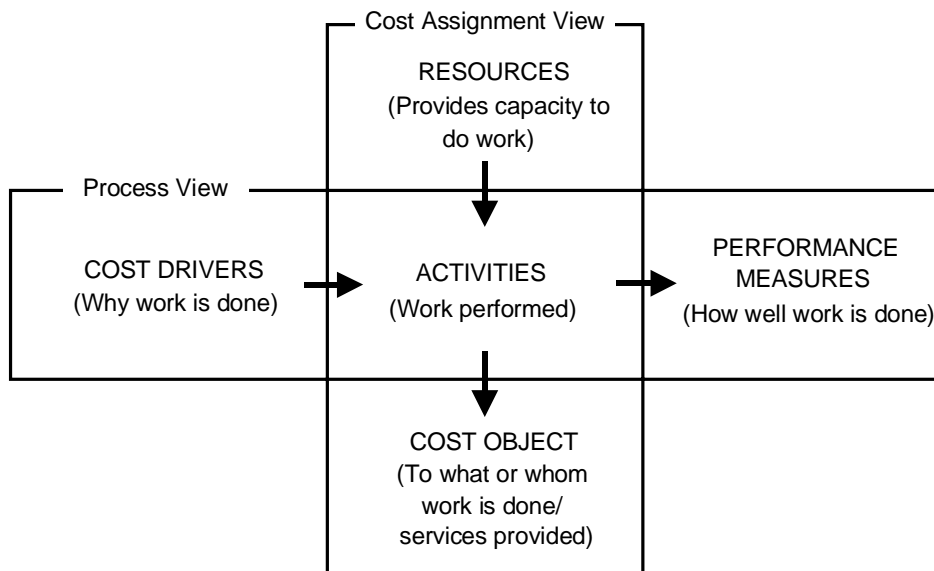 Cost Assignment View
RESOURCES
(Provides capacity to
do work)
Process View
COST DRIVERS
(Why work is done)
ACTIVITIES
(Work performed)
PERFORMANCE
MEASURES
(How well work is done)
COST OBJECT
(To what or whom
work is done/
services provided)